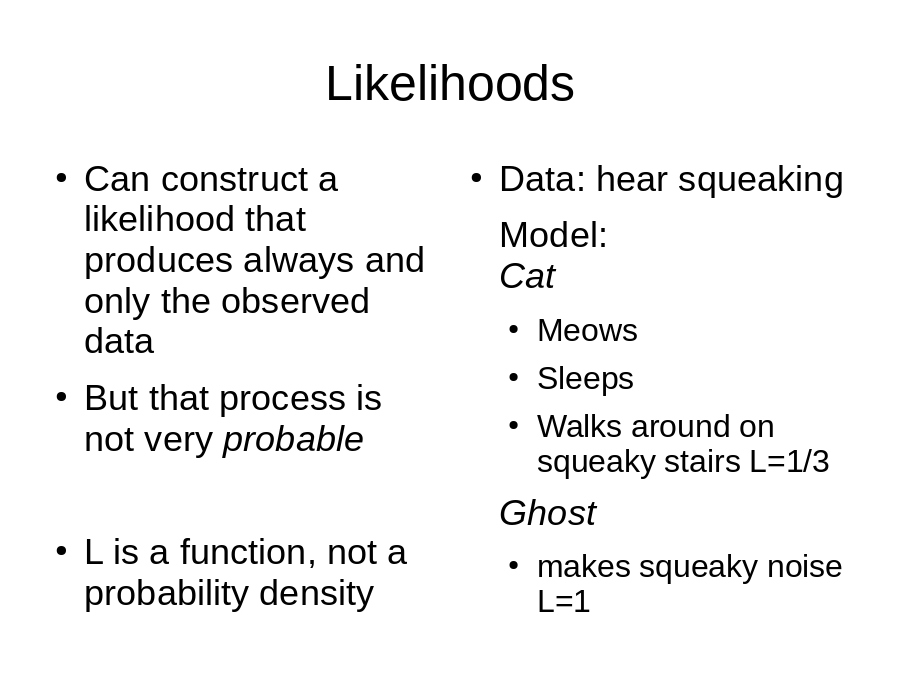 Likelihoods
• Can construct a
likelihood that
produces always and
only the observed
data
• But that process is
not very probable
• L is a function, not a
probability density
• Data: hear squeaking
Model:
Cat
• Meows
• Sleeps
• Walks around on
squeaky stairs L=1/3
Ghost
• makes squeaky noise
L=1